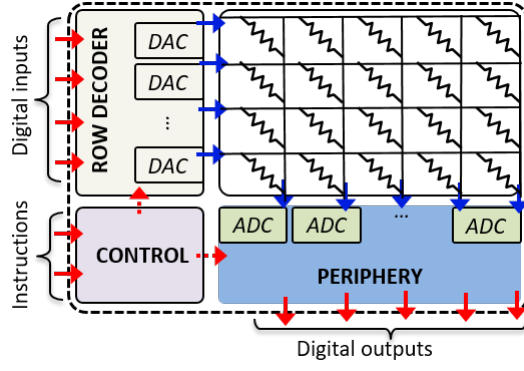 Digital inputs
ROW DECODER
DAC
DAC
...
DAC
Instructions
CONTROL
ADC
ADC
...
ADC
PERIPHERY
Digital outputs